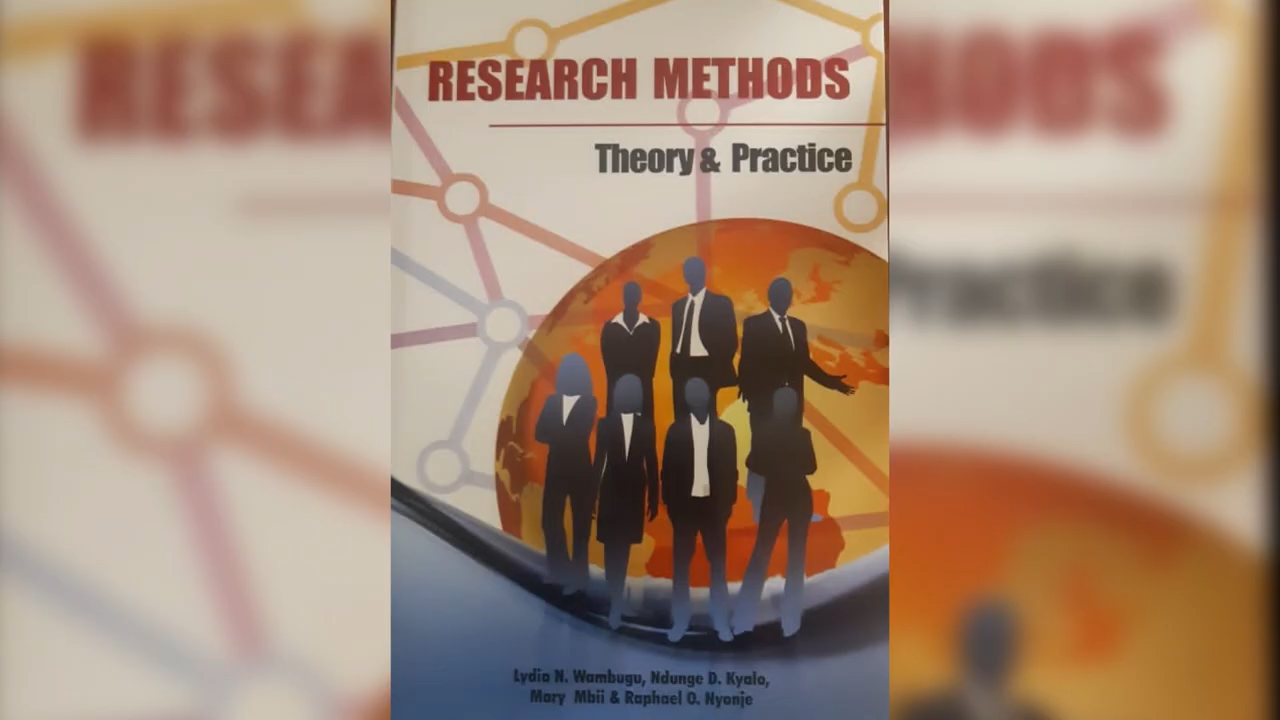 RESEARCH METHODS
Theory & Practice
Lydia N. Wambugu, Ndunge D. Kyalo,
Mary Mbii & Raphael O. Nyonje